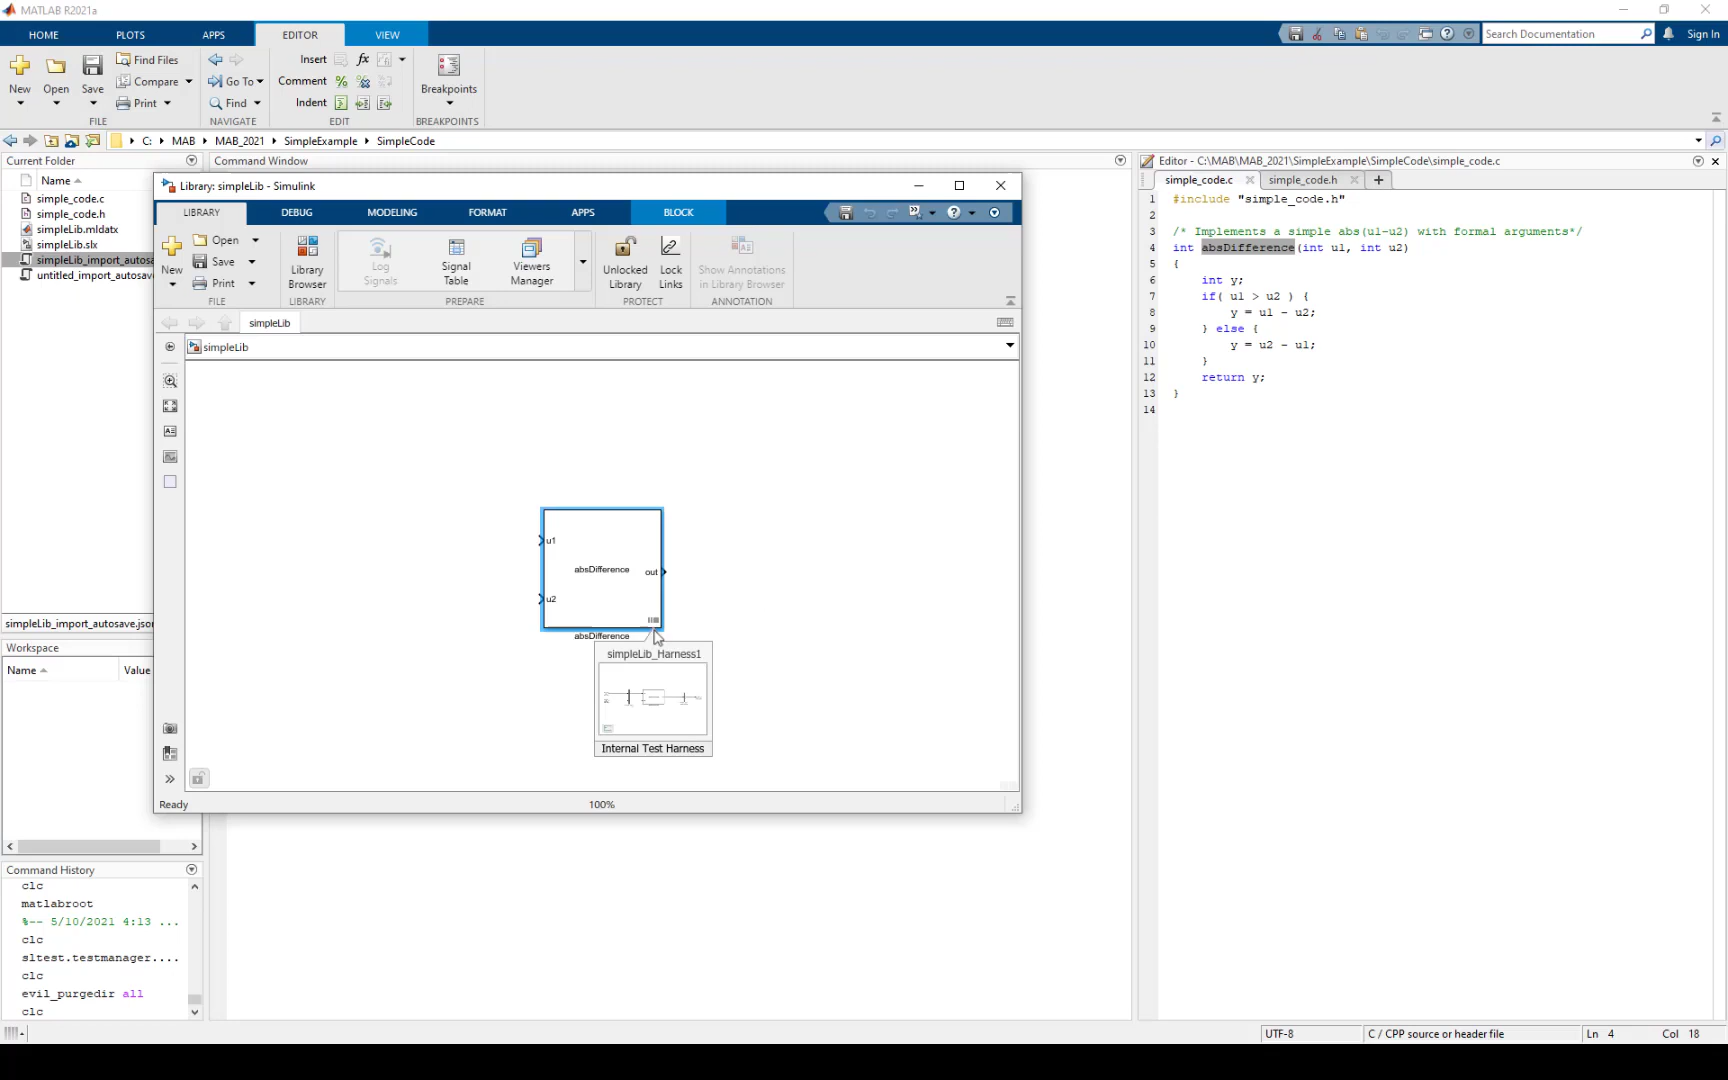 MATLAB R2021a
HOME PLOTS APPS EDITOR VIEW
Search Documentation Sign In
New Open Save Find Files Compare Print
FILE
Go To Find
NAVIGATE
Insert fx
Comment
Indent
EDIT
Breakpoints
BREAKPOINTS
C: MAB MAB_2021 SimpleExample SimpleCode
Current Folder
Name
simple_code.c
simple_code.h
simpleLib.mldatx
simpleLib.slx
simpleLib_import_autosa
untitled_import_autosave
simpleLib_import_autosave.json
Workspace
Name Value
Command History
clc
matlabroot
%-- 5/10/2021 4:13 ...
clc
sltest.testmanager....
clc
evil_purgedir all
clc
Command Window
Library: simpleLib - Simulink
LIBRARY DEBUG MODELING FORMAT APPS BLOCK
New Open Save Print
FILE
Library Browser
LIBRARY
Log Signals
Signal Table
Viewers Manager
PREPARE
Unlocked Library
Lock Links
PROTECT
Show Annotations in Library Browser
ANNOTATION
simpleLib
simpleLib
u1
absDifference
out
u2
absDifference
simpleLib_Harness1
Internal Test Harness
Ready 100%
Editor - C:\MAB\MAB_2021\SimpleExample\SimpleCode\simple_code.c
simple_code.c simple_code.h
1 #include "simple_code.h"
2
3 /* Implements a simple abs(u1-u2) with formal arguments*/
4 int absDifference(int u1, int u2)
5 {
6 int y;
7 if( u1 > u2 ) {
8 y = u1 - u2;
9 } else {
10 y = u2 - u1;
11 }
12 return y;
13 }
14
UTF-8 C / CPP source or header file Ln 4 Col 18